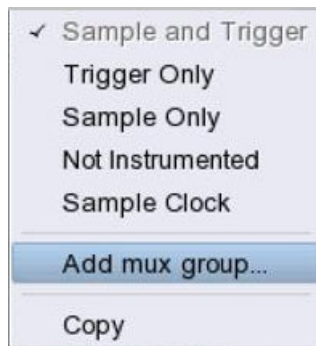 ✓ Sample and Trigger
Trigger Only
Sample Only
Not Instrumented
Sample Clock
Add mux group...
Copy